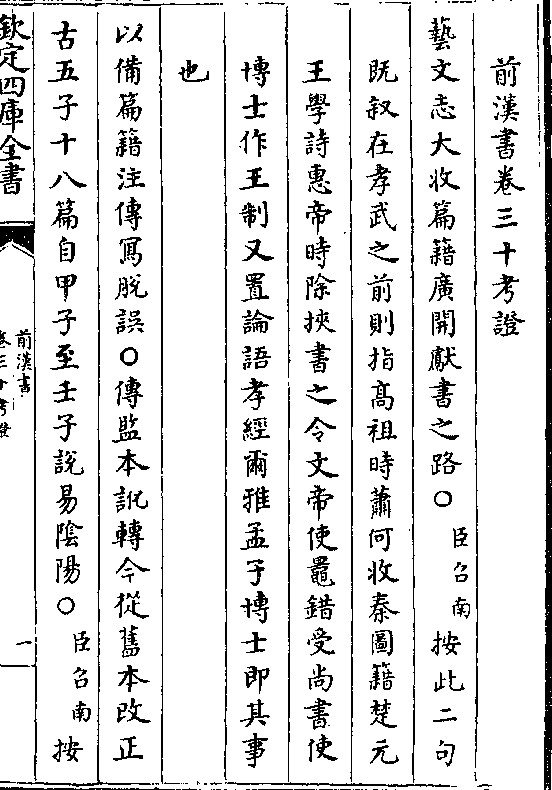 前漢書卷三十考證
藝文志大收篇籍廣開獻書之路○臣召南按此二句
既叙在孝武之前則指高祖時蕭何收秦圖籍楚元
王學詩惠帝時除挾書之令文帝使鼂錯受尚書使
博士作王制又置論語孝經爾雅孟子博士即其事
也
以備篇籍注傳寫脫誤○傳監本訛轉今從舊本改正
古五子十八篇自甲子至壬子說易陰陽○臣召南按
欽定四庫全書
前漢書
卷三十考證
一